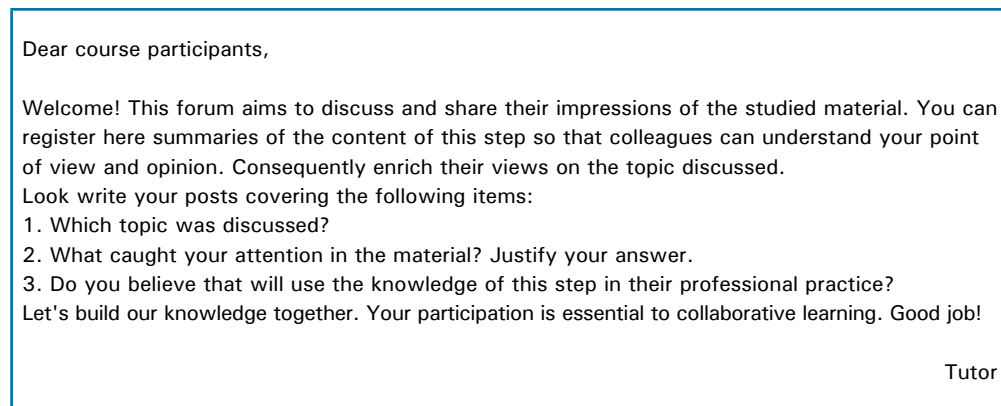 Dear course participants,
Welcome! This forum aims to discuss and share their impressions of the studied material. You can
register here summaries of the content of this step so that colleagues can understand your point
of view and opinion. Consequently enrich their views on the topic discussed.
Look write your posts covering the following items:
1. Which topic was discussed?
2. What caught your attention in the material? Justify your answer.
3. Do you believe that will use the knowledge of this step in their professional practice?
Let's build our knowledge together. Your participation is essential to collaborative learning. Good job!
Tutor